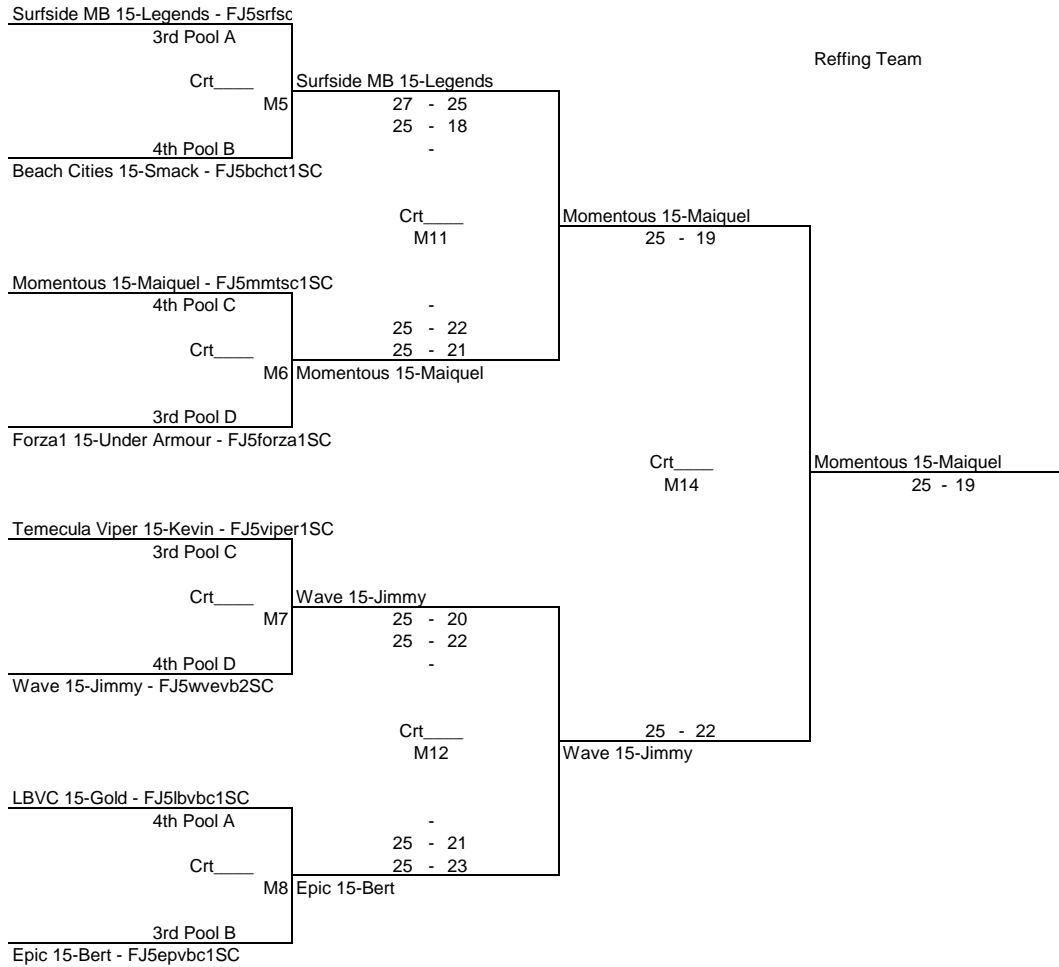 Surfside MB 15-Legends - FJ5srfsc
3rd Pool A
Reffing Team
Crt____
Surfside MB 15-Legends
M5
27 - 25
25 - 18
4th Pool B
-
Beach Cities 15-Smack - FJ5bchct1SC
Crt____
Momentous 15-Maiquel
M11
25 - 19
Momentous 15-Maiquel - FJ5mmtsc1SC
4th Pool C
-
25 - 22
Crt____
25 - 21
M6
Momentous 15-Maiquel
3rd Pool D
Forza1 15-Under Armour - FJ5forza1SC
Crt____
Momentous 15-Maiquel
M14
25 - 19
Temecula Viper 15-Kevin - FJ5viper1SC
3rd Pool C
Crt____
Wave 15-Jimmy
M7
25 - 20
25 - 22
4th Pool D
-
Wave 15-Jimmy - FJ5wvevb2SC
Crt____
25 - 22
M12
Wave 15-Jimmy
LBVC 15-Gold - FJ5lbvbc1SC
4th Pool A
-
25 - 21
Crt____
25 - 23
M8
Epic 15-Bert
3rd Pool B
Epic 15-Bert - FJ5epvbc1SC